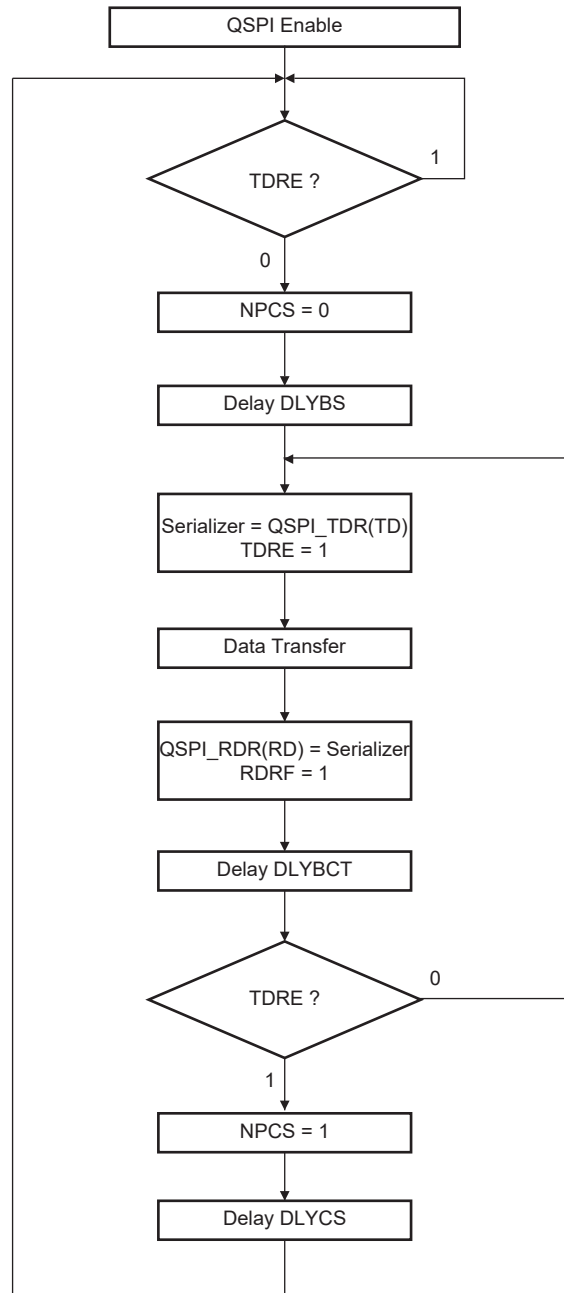 QSPI Enable
TDRE ?
1
0
NPCS = 0
Delay DLYBS
Serializer = QSPI_TDR(TD)
TDRE = 1
Data Transfer
QSPI_RDR(RD) = Serializer
RDRF = 1
Delay DLYBCT
TDRE ?
0
1
NPCS = 1
Delay DLYCS